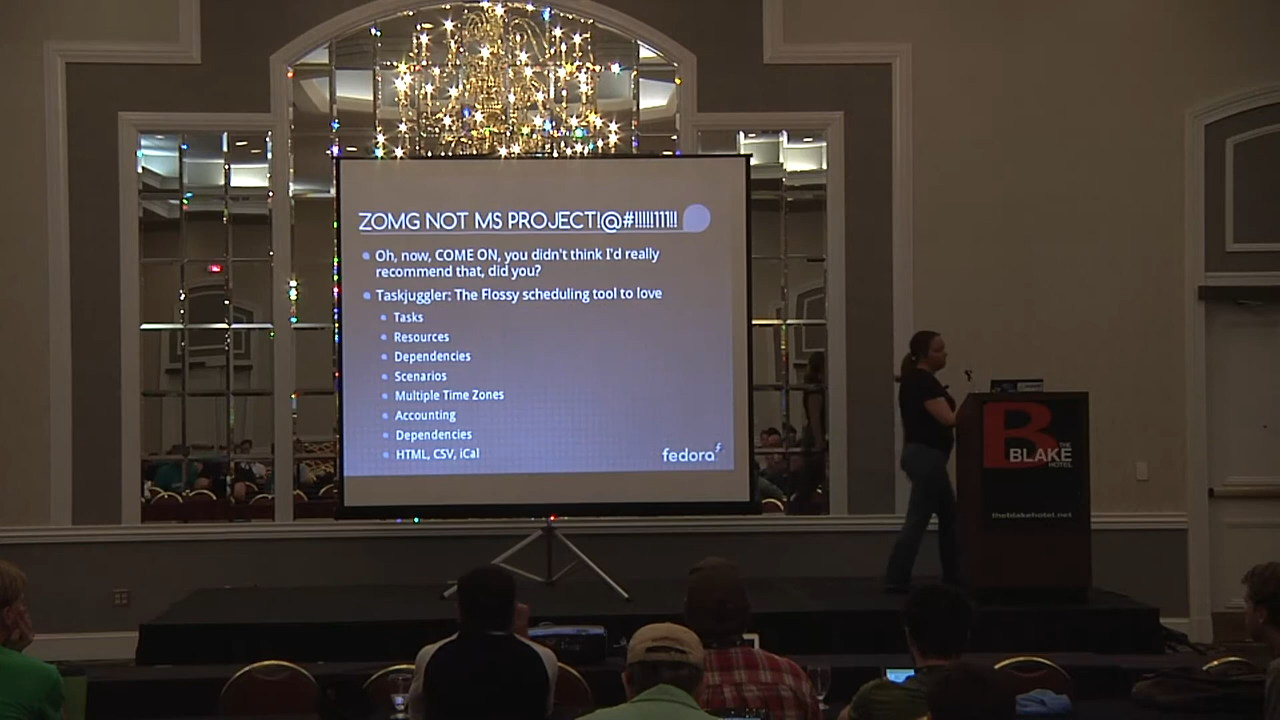 ZOMG NOT MS PROJECT!@#!!!!!111!!
Oh, now, COME ON, you didn't think I'd really
recommend that, did you?
Taskjuggler: The Flossy scheduling tool to love
Tasks
Resources
Dependencies
Scenarios
Multiple Time Zones
Accounting
Dependencies
HTML, CSV, iCal
fedora
B
THE
BLAKE
HOTEL
theblakehotel.net